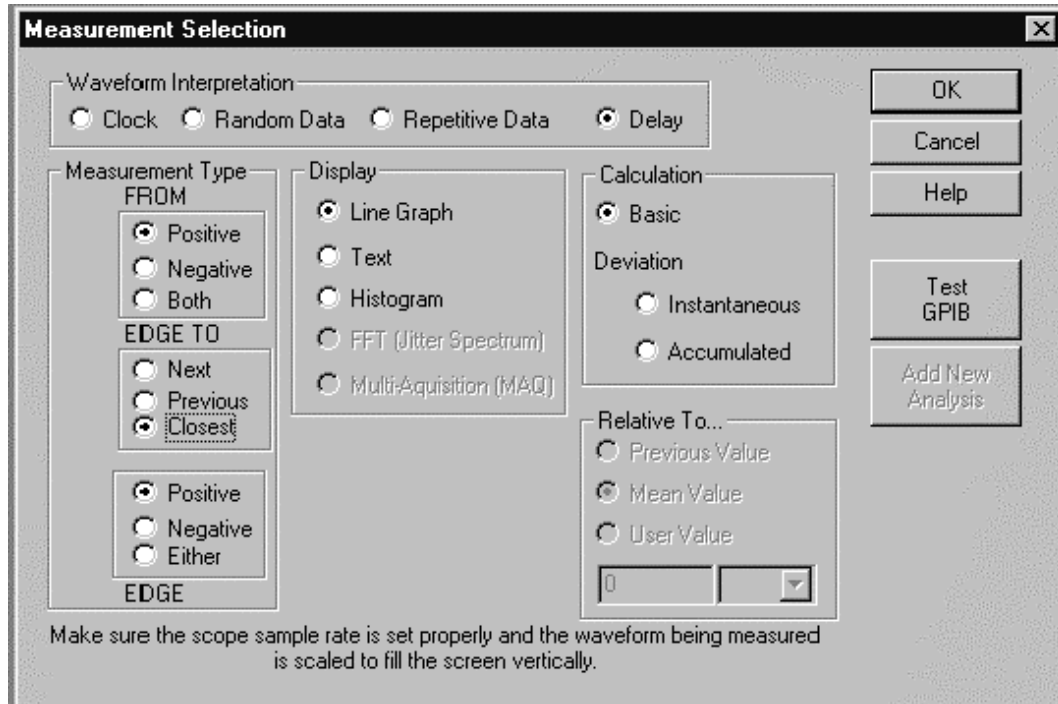 Measurement Selection
Waveform Interpretation
Clock
Random Data
Repetitive Data
Delay
OK
Cancel
Help
Test
GPIB
Add New
Analysis
Measurement Type
FROM
Positive
Negative
Both
EDGE TO
Next
Previous
Closest
Positive
Negative
Either
EDGE
Display
Line Graph
Text
Histogram
FFT (Jitter Spectrum)
Multi-Aquisition (MAQ)
Calculation
Basic
Deviation
Instantaneous
Accumulated
Relative To...
Previous Value
Mean Value
User Value
0
Make sure the scope sample rate is set properly and the waveform being measured
is scaled to fill the screen vertically.